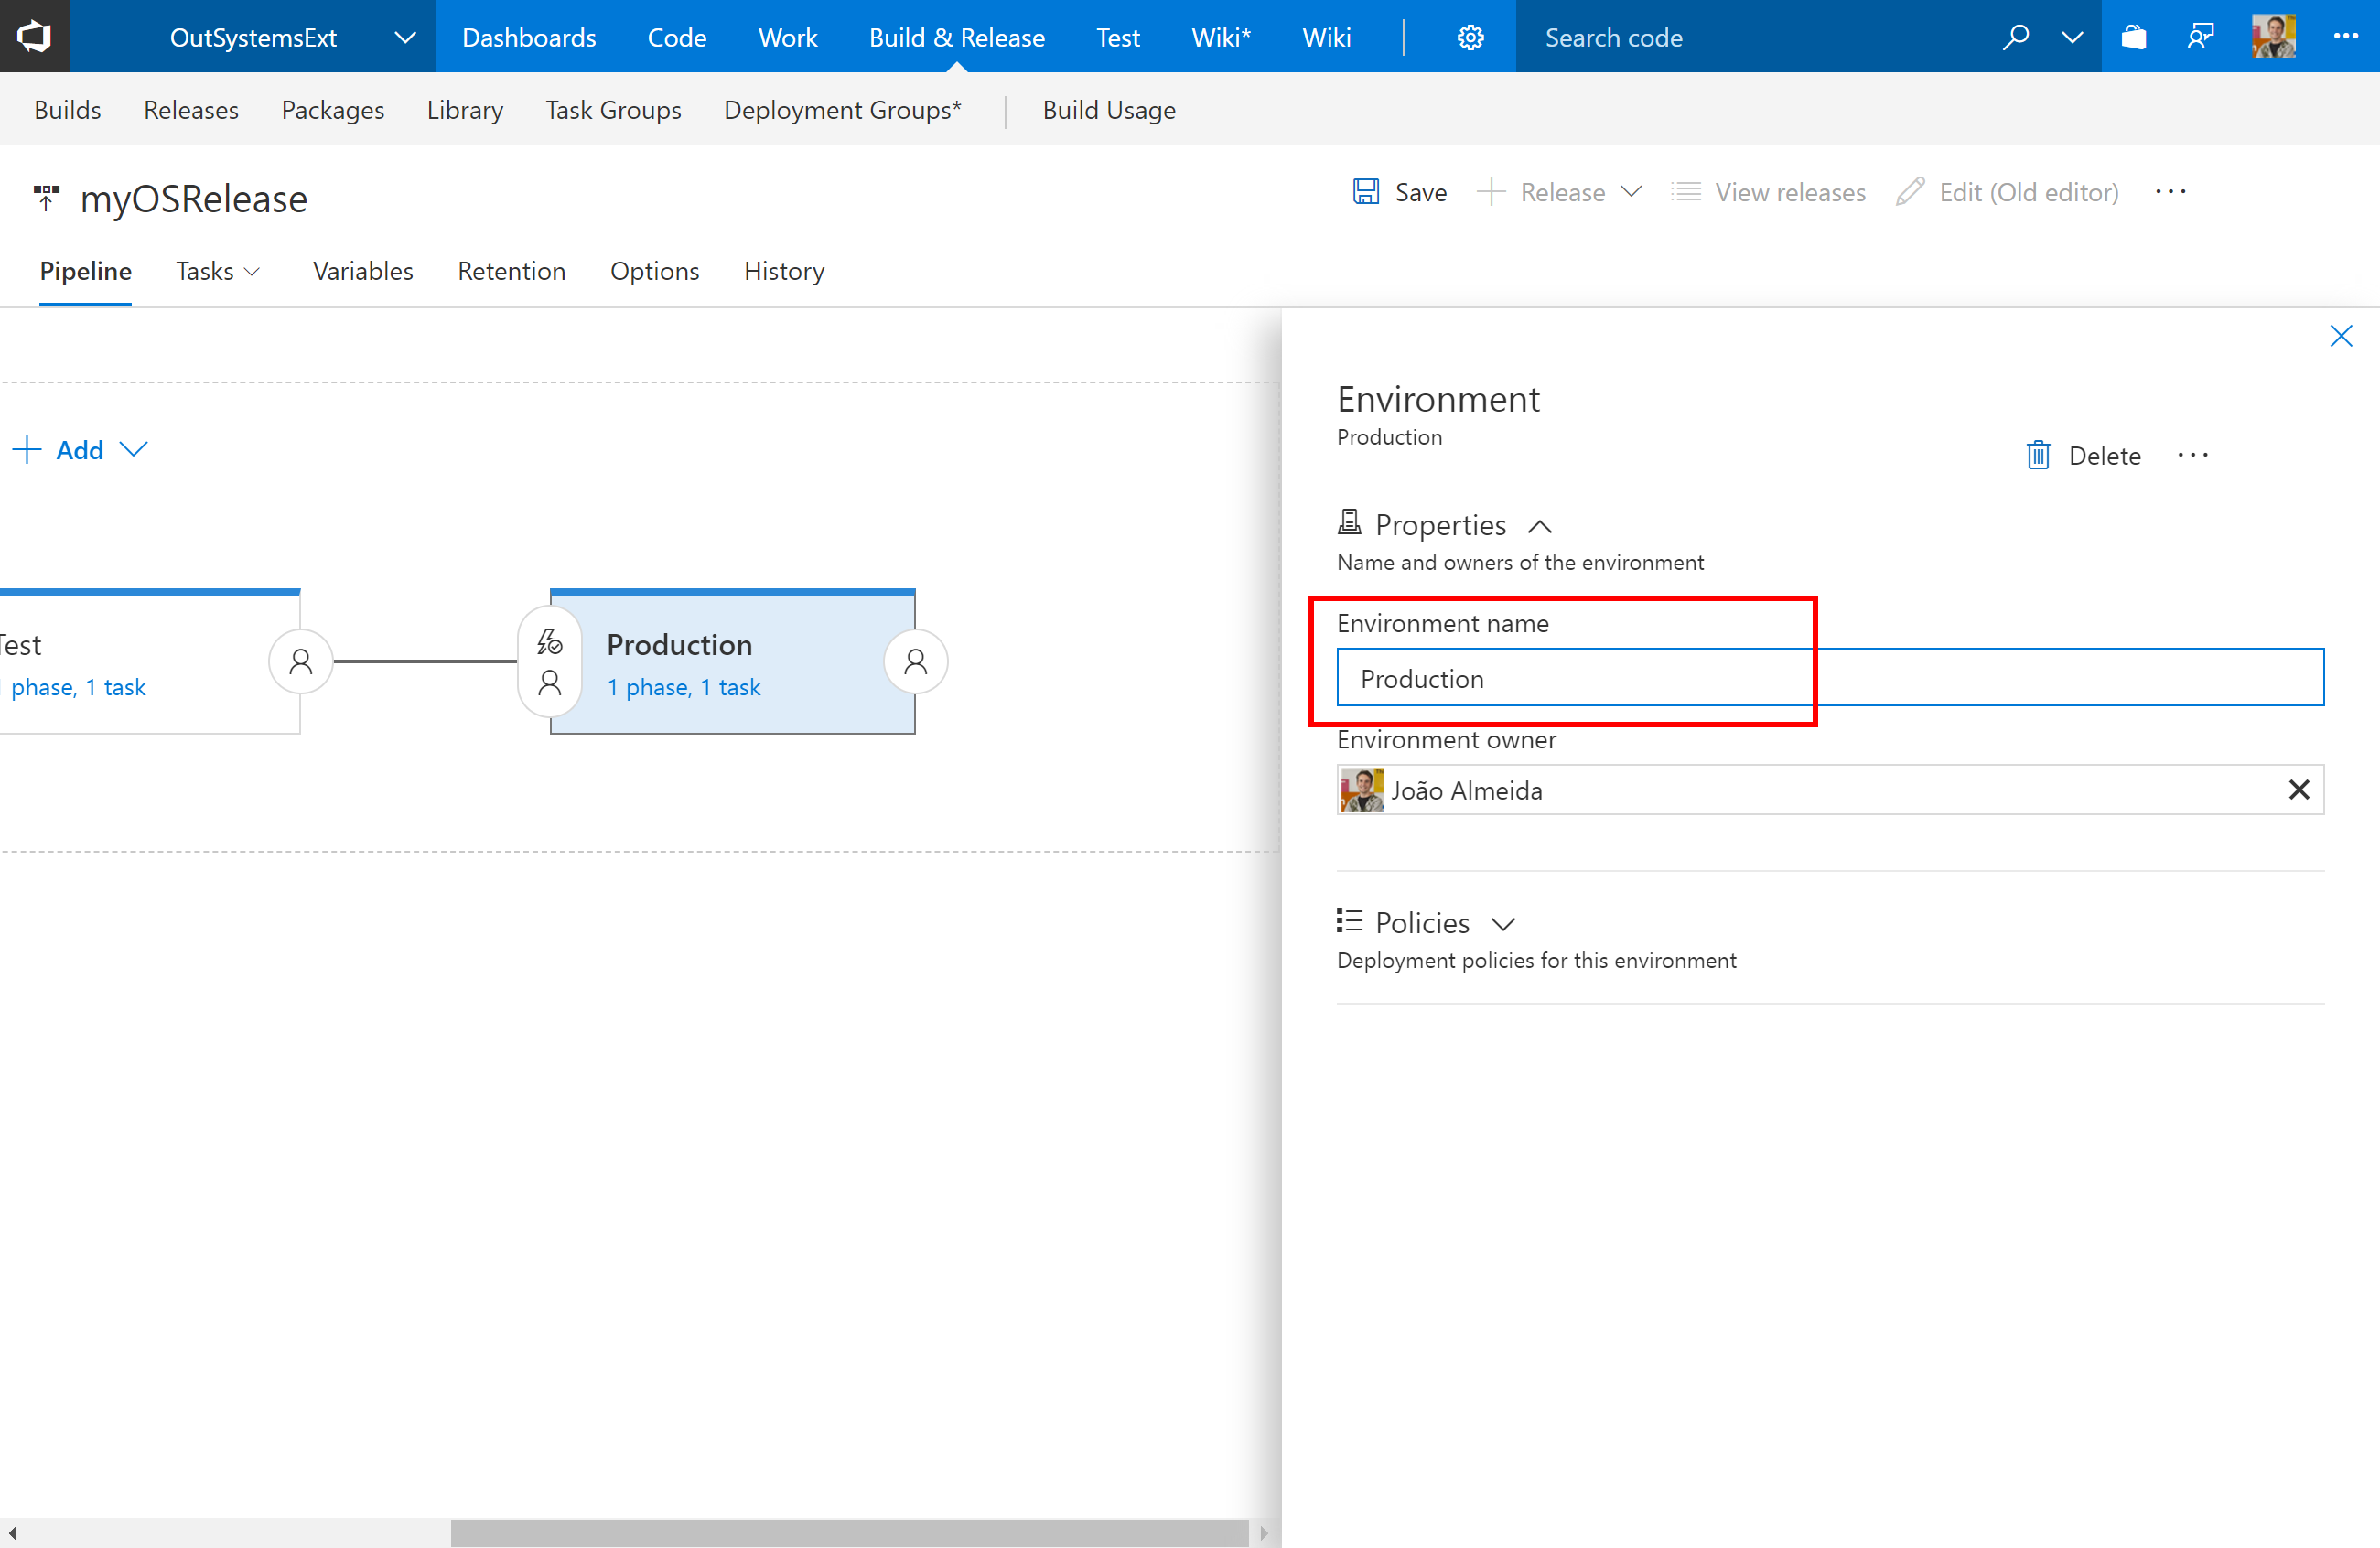 OutSystemsExt
Dashboards
Code
Work
Build & Release
Test
Wiki*
Wiki
Search code
Builds
Releases
Packages
Library
Task Groups
Deployment Groups*
Build Usage
myOSRelease
Save
Release
View releases
Edit (Old editor)
Pipeline
Tasks
Variables
Retention
Options
History
Add
Test
phase, 1 task
Production
1 phase, 1 task
Environment
Production
Delete
Properties
Name and owners of the environment
Environment name
Production
Environment owner
João Almeida
Policies
Deployment policies for this environment